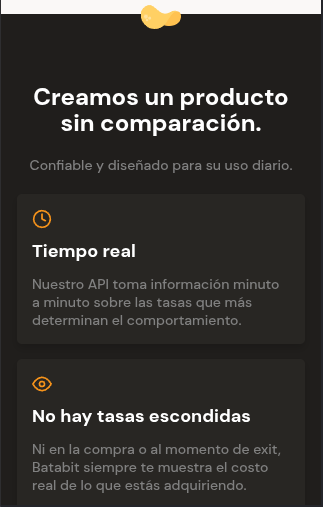 Creamos un producto
sin comparación.
Confiable y diseñado para su uso diario.
Tiempo real
Nuestro API toma información minuto
a minuto sobre las tasas que más
determinan el comportamiento.
No hay tasas escondidas
Ni en la compra o al momento de exit,
Batabit siempre te muestra el costo
real de lo que estás adquiriendo.